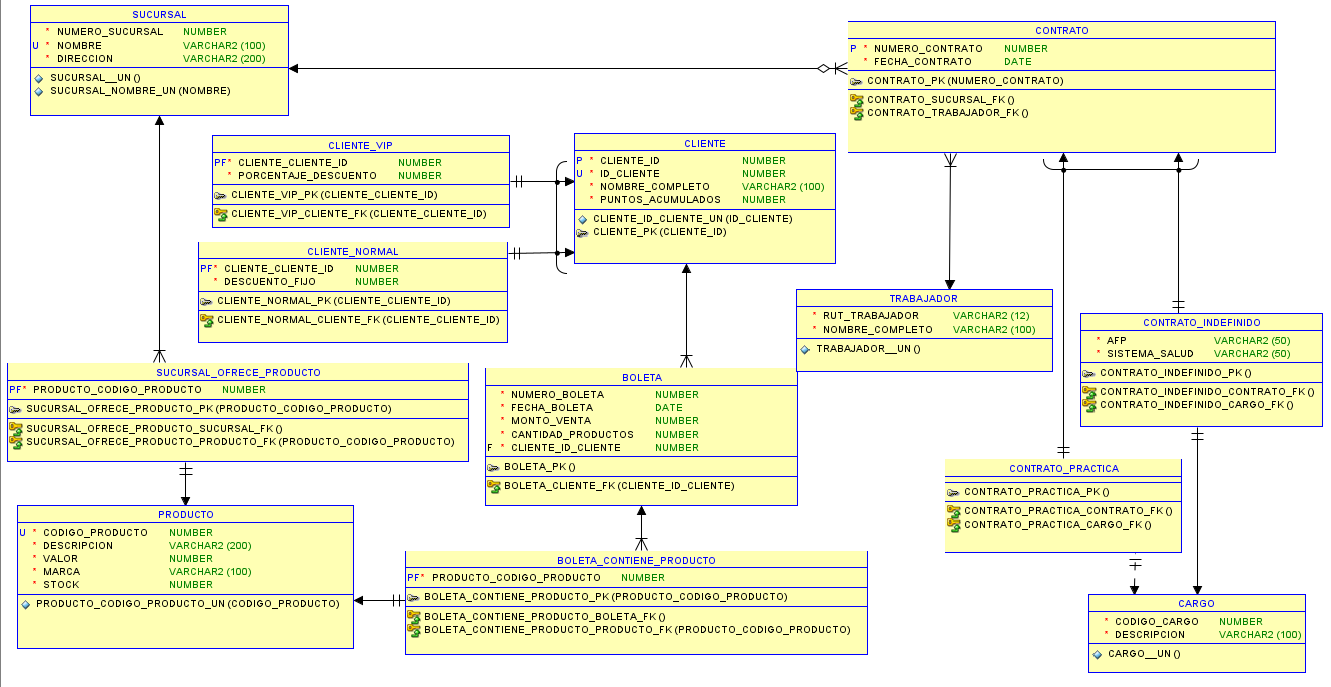 SUCURSAL
* NUMERO_SUCURSAL NUMBER
U * NOMBRE VARCHAR2 (100)
* DIRECCION VARCHAR2 (200)
SUCURSAL__UN ()
SUCURSAL_NOMBRE_UN (NOMBRE)
CONTRATO
P * NUMERO_CONTRATO NUMBER
* FECHA_CONTRATO DATE
CONTRATO_PK (NUMERO_CONTRATO)
CONTRATO_SUCURSAL_FK ()
CONTRATO_TRABAJADOR_FK ()
CLIENTE_VIP
PF* CLIENTE_CLIENTE_ID NUMBER
* PORCENTAJE_DESCUENTO NUMBER
CLIENTE_VIP_PK (CLIENTE_CLIENTE_ID)
CLIENTE_VIP_CLIENTE_FK (CLIENTE_CLIENTE_ID)
CLIENTE
P * CLIENTE_ID NUMBER
U * ID_CLIENTE NUMBER
* NOMBRE_COMPLETO VARCHAR2 (100)
* PUNTOS_ACUMULADOS NUMBER
CLIENTE_ID_CLIENTE_UN (ID_CLIENTE)
CLIENTE_PK (CLIENTE_ID)
CLIENTE_NORMAL
PF* CLIENTE_CLIENTE_ID NUMBER
* DESCUENTO_FIJO NUMBER
CLIENTE_NORMAL_PK (CLIENTE_CLIENTE_ID)
CLIENTE_NORMAL_CLIENTE_FK (CLIENTE_CLIENTE_ID)
TRABAJADOR
* RUT_TRABAJADOR VARCHAR2 (12)
* NOMBRE_COMPLETO VARCHAR2 (100)
TRABAJADOR__UN ()
CONTRATO_INDEFINIDO
* AFP VARCHAR2 (50)
* SISTEMA_SALUD VARCHAR2 (50)
CONTRATO_INDEFINIDO_PK ()
CONTRATO_INDEFINIDO_CONTRATO_FK ()
CONTRATO_INDEFINIDO_CARGO_FK ()
SUCURSAL_OFRECE_PRODUCTO
PF* PRODUCTO_CODIGO_PRODUCTO NUMBER
SUCURSAL_OFRECE_PRODUCTO_PK (PRODUCTO_CODIGO_PRODUCTO)
SUCURSAL_OFRECE_PRODUCTO_SUCURSAL_FK ()
SUCURSAL_OFRECE_PRODUCTO_PRODUCTO_FK (PRODUCTO_CODIGO_PRODUCTO)
BOLETA
* NUMERO_BOLETA NUMBER
* FECHA_BOLETA DATE
* MONTO_VENTA NUMBER
* CANTIDAD_PRODUCTOS NUMBER
F * CLIENTE_ID_CLIENTE NUMBER
BOLETA_PK ()
BOLETA_CLIENTE_FK (CLIENTE_ID_CLIENTE)
CONTRATO_PRACTICA
CONTRATO_PRACTICA_PK ()
CONTRATO_PRACTICA_CONTRATO_FK ()
CONTRATO_PRACTICA_CARGO_FK ()
PRODUCTO
U * CODIGO_PRODUCTO NUMBER
* DESCRIPCION VARCHAR2 (200)
* VALOR NUMBER
* MARCA VARCHAR2 (100)
* STOCK NUMBER
PRODUCTO_CODIGO_PRODUCTO_UN (CODIGO_PRODUCTO)
BOLETA_CONTIENE_PRODUCTO
PF* PRODUCTO_CODIGO_PRODUCTO NUMBER
BOLETA_CONTIENE_PRODUCTO_PK (PRODUCTO_CODIGO_PRODUCTO)
BOLETA_CONTIENE_PRODUCTO_BOLETA_FK ()
BOLETA_CONTIENE_PRODUCTO_PRODUCTO_FK (PRODUCTO_CODIGO_PRODUCTO)
CARGO
* CODIGO_CARGO NUMBER
* DESCRIPCION VARCHAR2 (100)
CARGO__UN ()